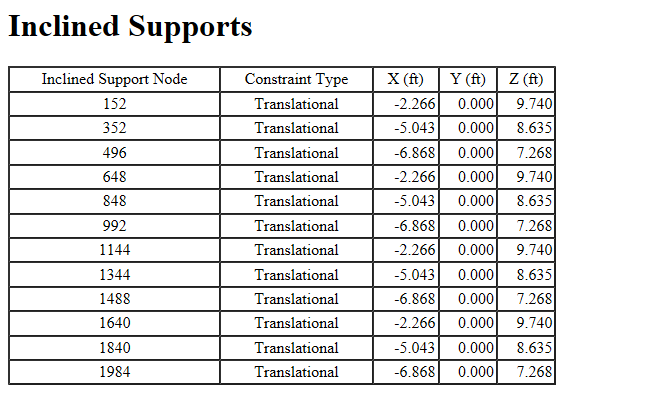 Inclined Supports
Inclined Support Node Constraint Type X (ft) Y (ft) Z (ft)
152 Translational -2.266 0.000 9.740
352 Translational -5.043 0.000 8.635
496 Translational -6.868 0.000 7.268
648 Translational -2.266 0.000 9.740
848 Translational -5.043 0.000 8.635
992 Translational -6.868 0.000 7.268
1144 Translational -2.266 0.000 9.740
1344 Translational -5.043 0.000 8.635
1488 Translational -6.868 0.000 7.268
1640 Translational -2.266 0.000 9.740
1840 Translational -5.043 0.000 8.635
1984 Translational -6.868 0.000 7.268